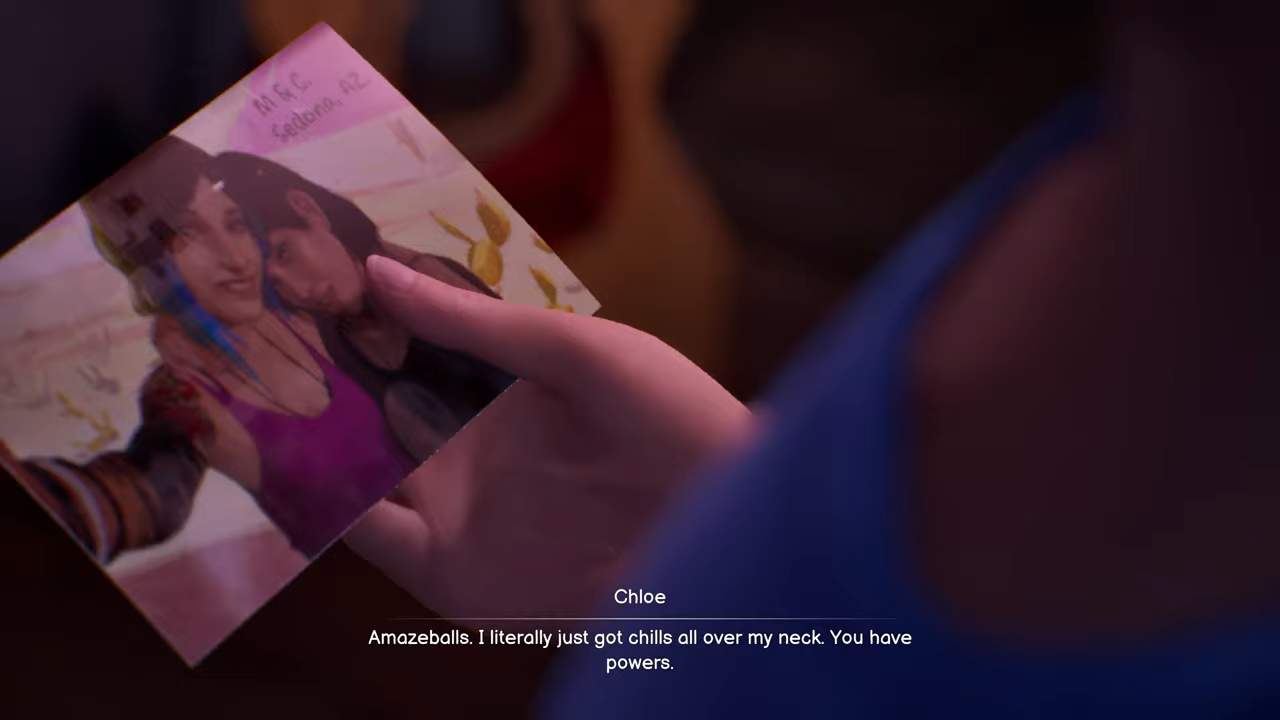 M & C.
Sedona, AZ
Chloe
Amazeballs. I literally just got chills all over my neck. You have
powers.